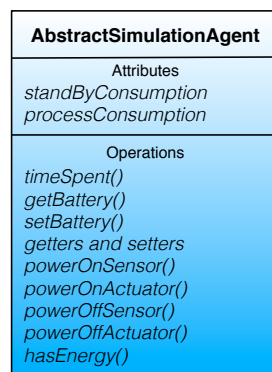 AbstractSimulationAgent
Attributes
standByConsumption
processConsumption
Operations
timeSpent()
getBattery()
setBattery()
getters and setters
powerOnSensor()
powerOnActuator()
powerOffSensor()
powerOffActuator()
hasEnergy()